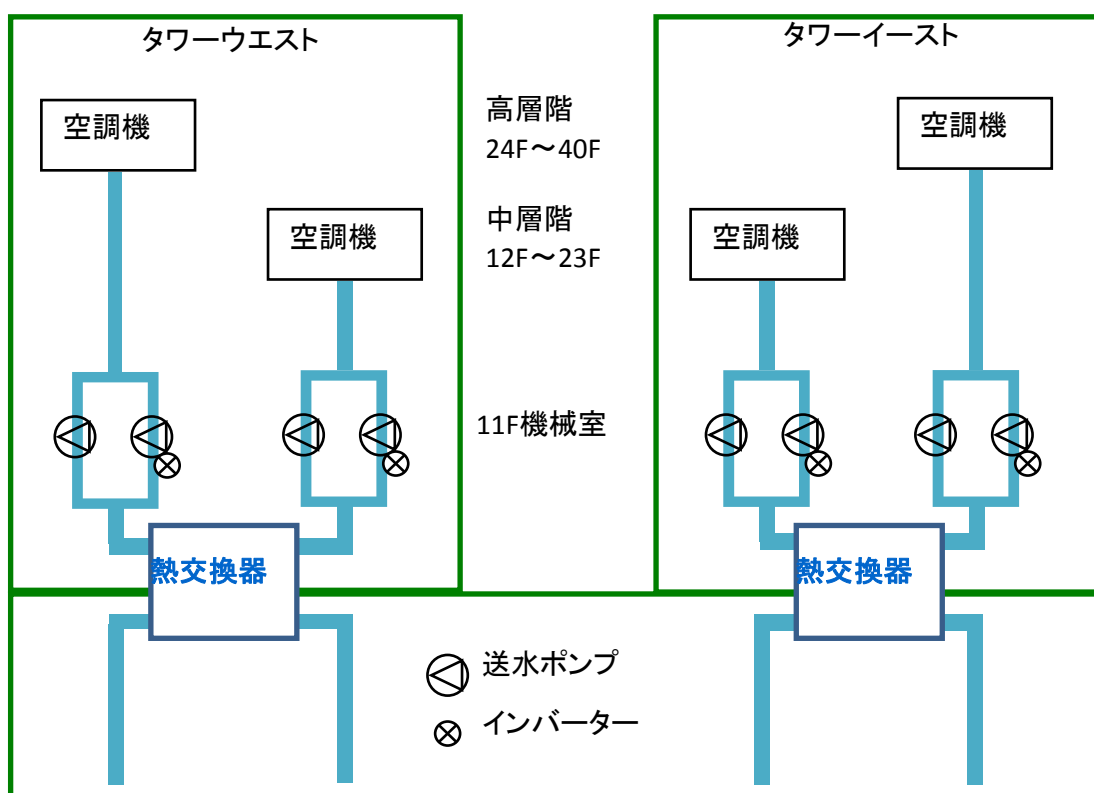 タワーウエスト
タワーイースト
空調機
高層階
24F～40F
空調機
空調機
中層階
12F～23F
空調機
11F機械室
熱交換器
熱交換器
送水ポンプ
インバーター